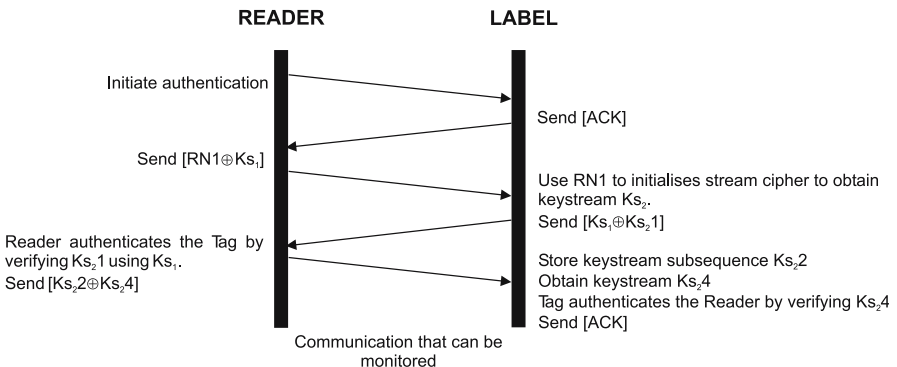 READER
LABEL
Initiate authentication
Send [ACK]
Send [RN1⊕Ks₁]
Use RN1 to initialises stream cipher to obtain
keystream Ks₂.
Send [Ks₁⊕Ks₂1]
Reader authenticates the Tag by
verifying Ks₂1 using Ks₁.
Send [Ks₂2⊕Ks₂4]
Store keystream subsequence Ks₂2
Obtain keystream Ks₂4
Tag authenticates the Reader by verifying Ks₂4
Send [ACK]
Communication that can be
monitored